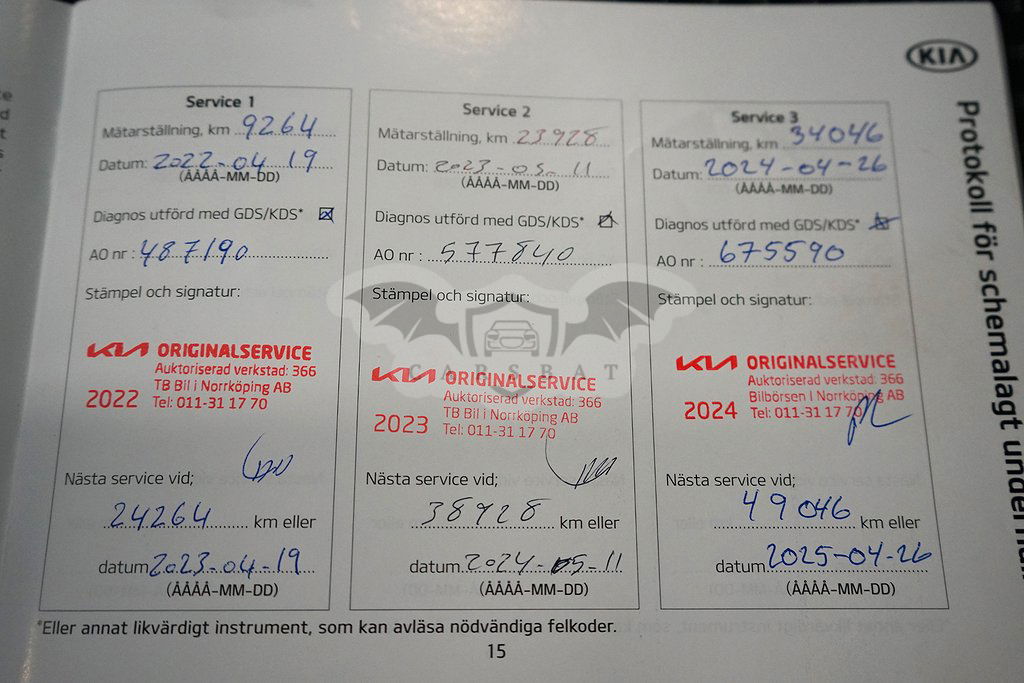 KIA
Protokoll för schemalagt
Service 1
Mätarställning, km 9264
Datum: 2022-04-19
(ÅÅÅÅ-MM-DD)
Diagnos utförd med GDS/KDS*
AO nr : 487190
Stämpel och signatur:
KIA ORIGINALSERVICE
Auktoriserad verkstad: 366
TB Bil i Norrköping AB
2022 Tel: 011-31 17 70
Nästa service vid;
24264 km eller
datum 2023-04-19
(ÅÅÅÅ-MM-DD)
Service 2
Mätarställning, km 23928
Datum: 2023-05-11
(ÅÅÅÅ-MM-DD)
Diagnos utförd med GDS/KDS*
AO nr : 577840
Stämpel och signatur:
CARSBAT
KIA ORIGINALSERVICE
Auktoriserad verkstad: 366
TB Bil i Norrköping AB
2023 Tel: 011-31 17 70
Nästa service vid;
38928 km eller
datum 2024-05-11
(ÅÅÅÅ-MM-DD)
Service 3
Mätarställning, km 34046
Datum: 2024-04-26
(ÅÅÅÅ-MM-DD)
Diagnos utförd med GDS/KDS*
AO nr : 675590
Stämpel och signatur:
KIA ORIGINALSERVICE
Auktoriserad verkstad: 366
Bilbörsen i Norrköping AB
2024 Tel: 011-31 17 70
Nästa service vid;
49046 km eller
datum 2025-04-26
(ÅÅÅÅ-MM-DD)
*Eller annat likvärdigt instrument, som kan avläsa nödvändiga felkoder.
15